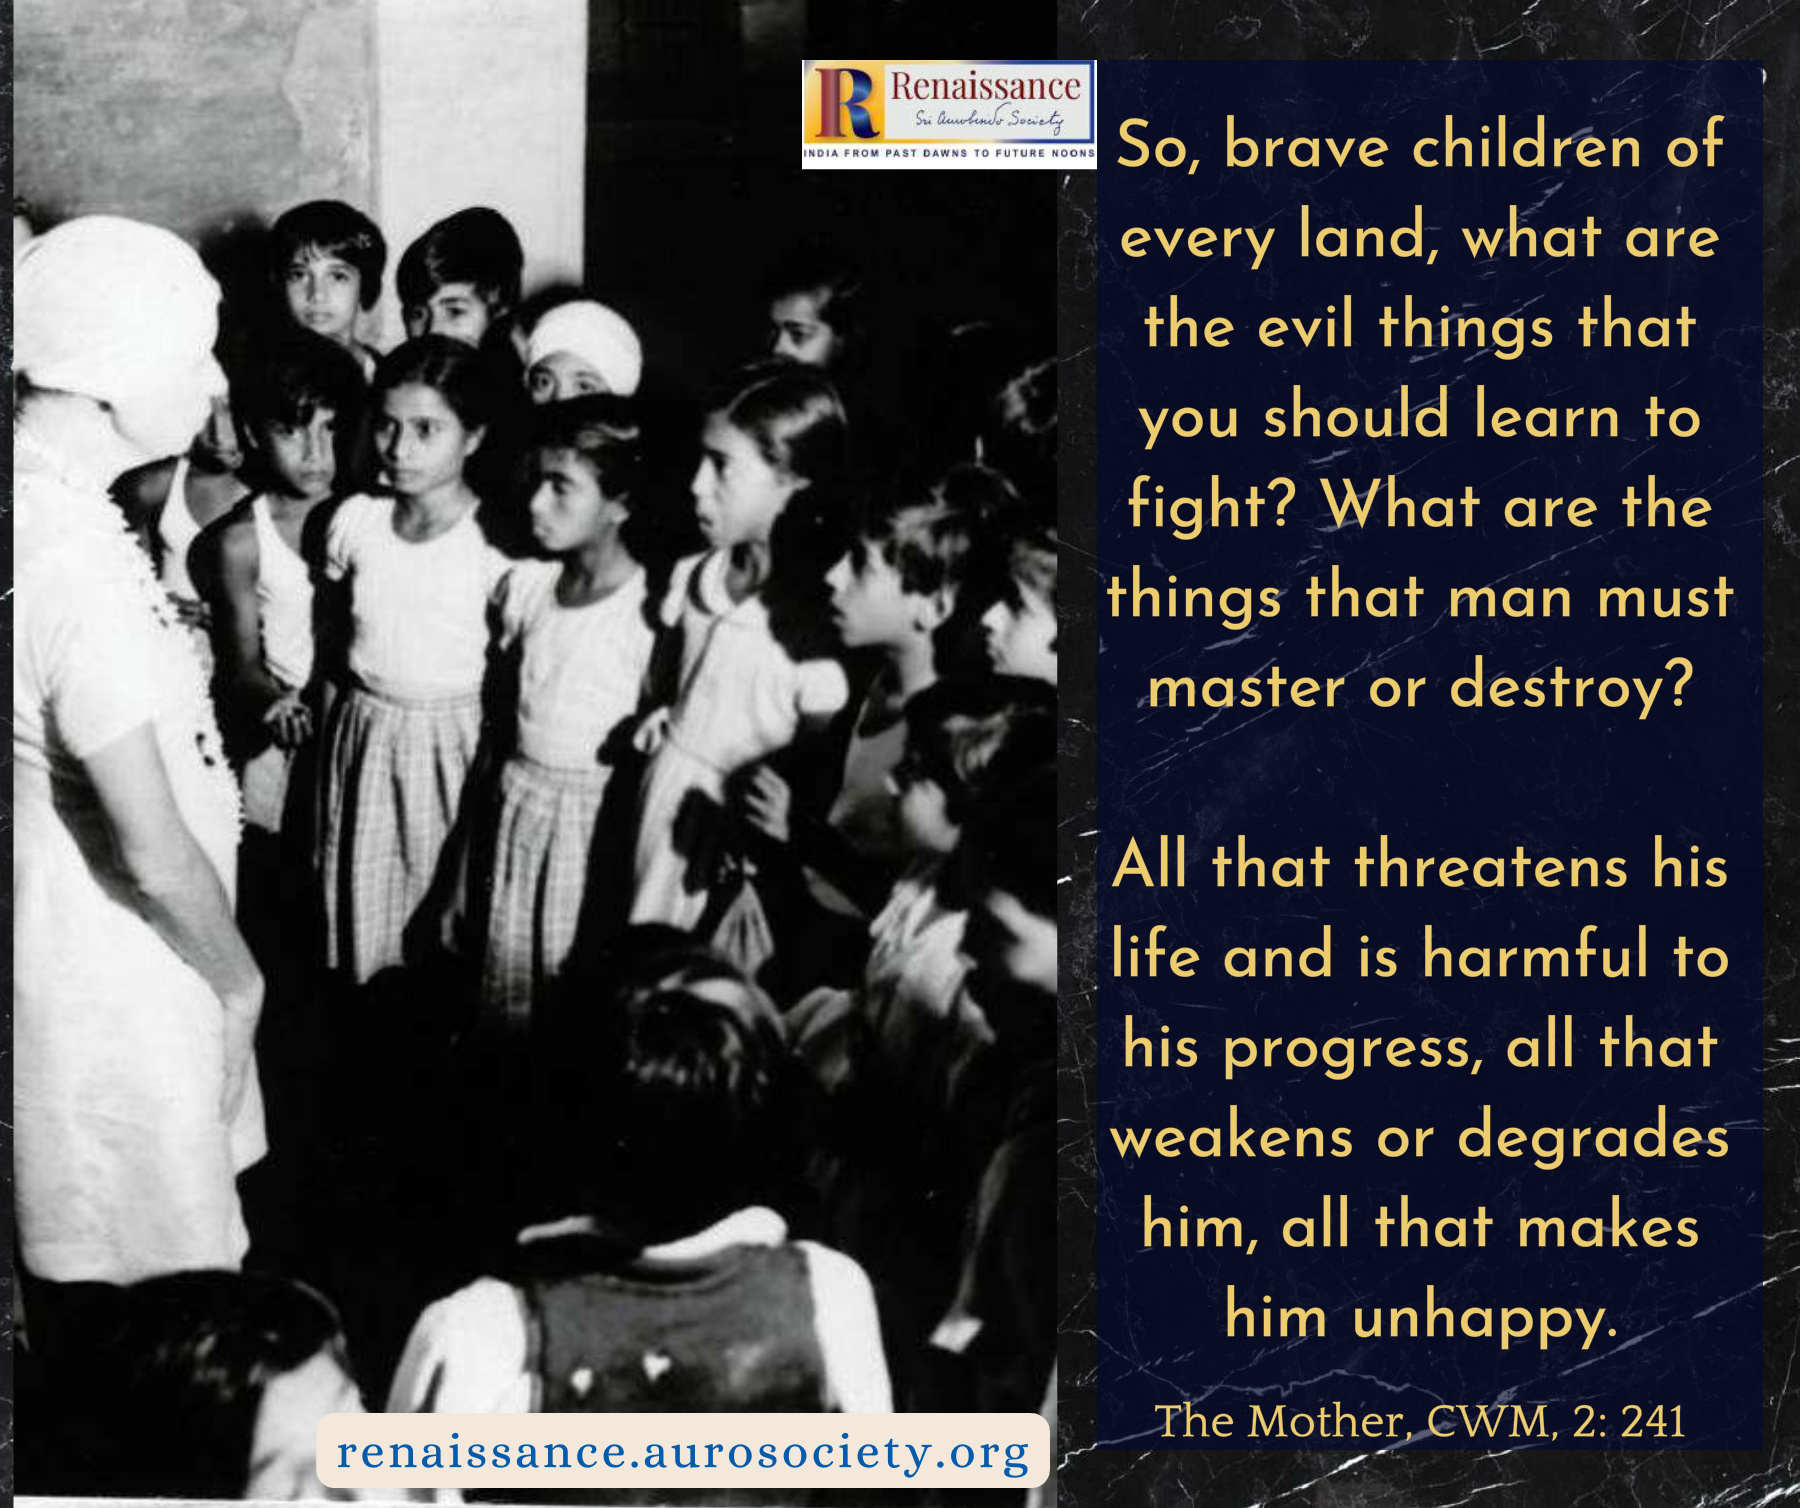 R Renaissance
Sri Aurobindo Society
INDIA FROM PAST DAWNS TO FUTURE NOONS
So, brave children of
every land, what are
the evil things that
you should learn to
fight? What are the
things that man must
master or destroy?
All that threatens his
life and is harmful to
his progress, all that
weakens or degrades
him, all that makes
him unhappy.
The Mother, CWM, 2: 241
renaissance.aurosociety.org